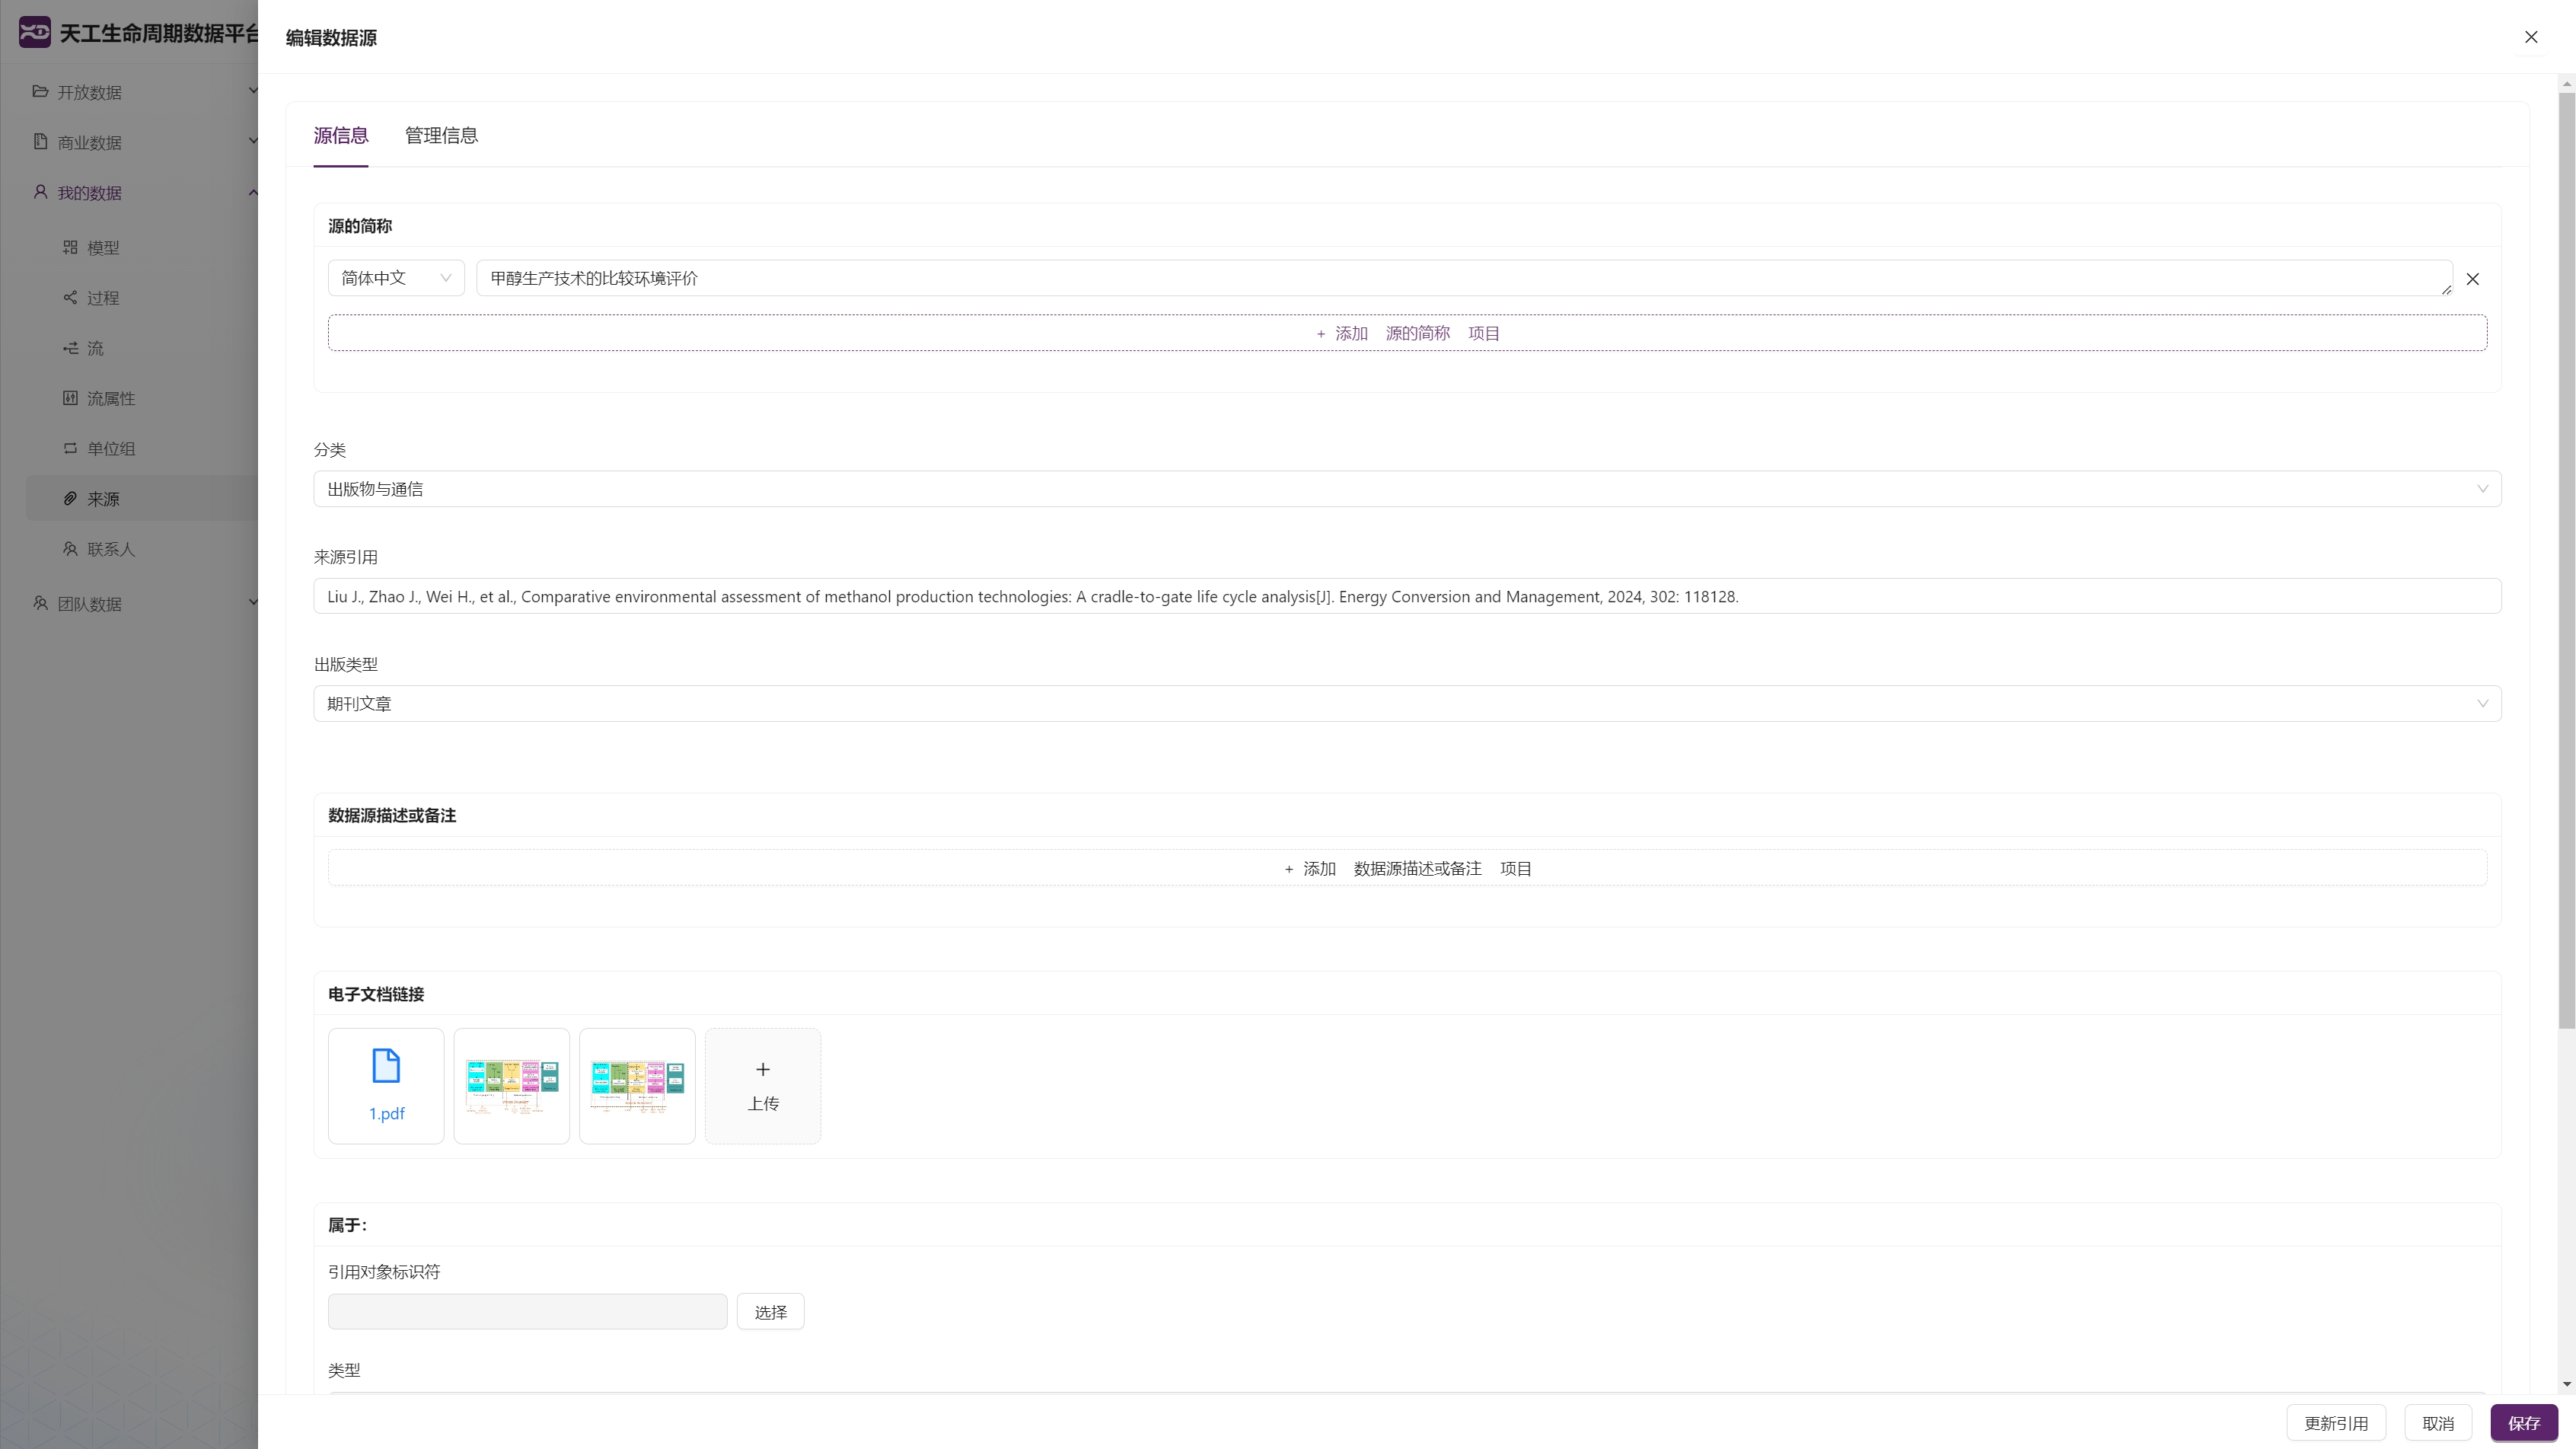 天工生命周期数据平台
编辑数据源
开放数据
商业数据
我的数据
模型
过程
流
流属性
单位组
来源
联系人
团队数据
源信息 管理信息
源的简称
简体中文 甲醇生产技术的比较环境评价
+ 添加 源的简称 项目
分类
出版物与通信
来源引用
Liu J., Zhao J., Wei H., et al., Comparative environmental assessment of methanol production technologies: A cradle-to-gate life cycle analysis[J]. Energy Conversion and Management, 2024, 302: 118128.
出版类型
期刊文章
数据源描述或备注
+ 添加 数据源描述或备注 项目
电子文档链接
1.pdf
+
上传
属于:
引用对象标识符
选择
类型
更新引用 取消 保存